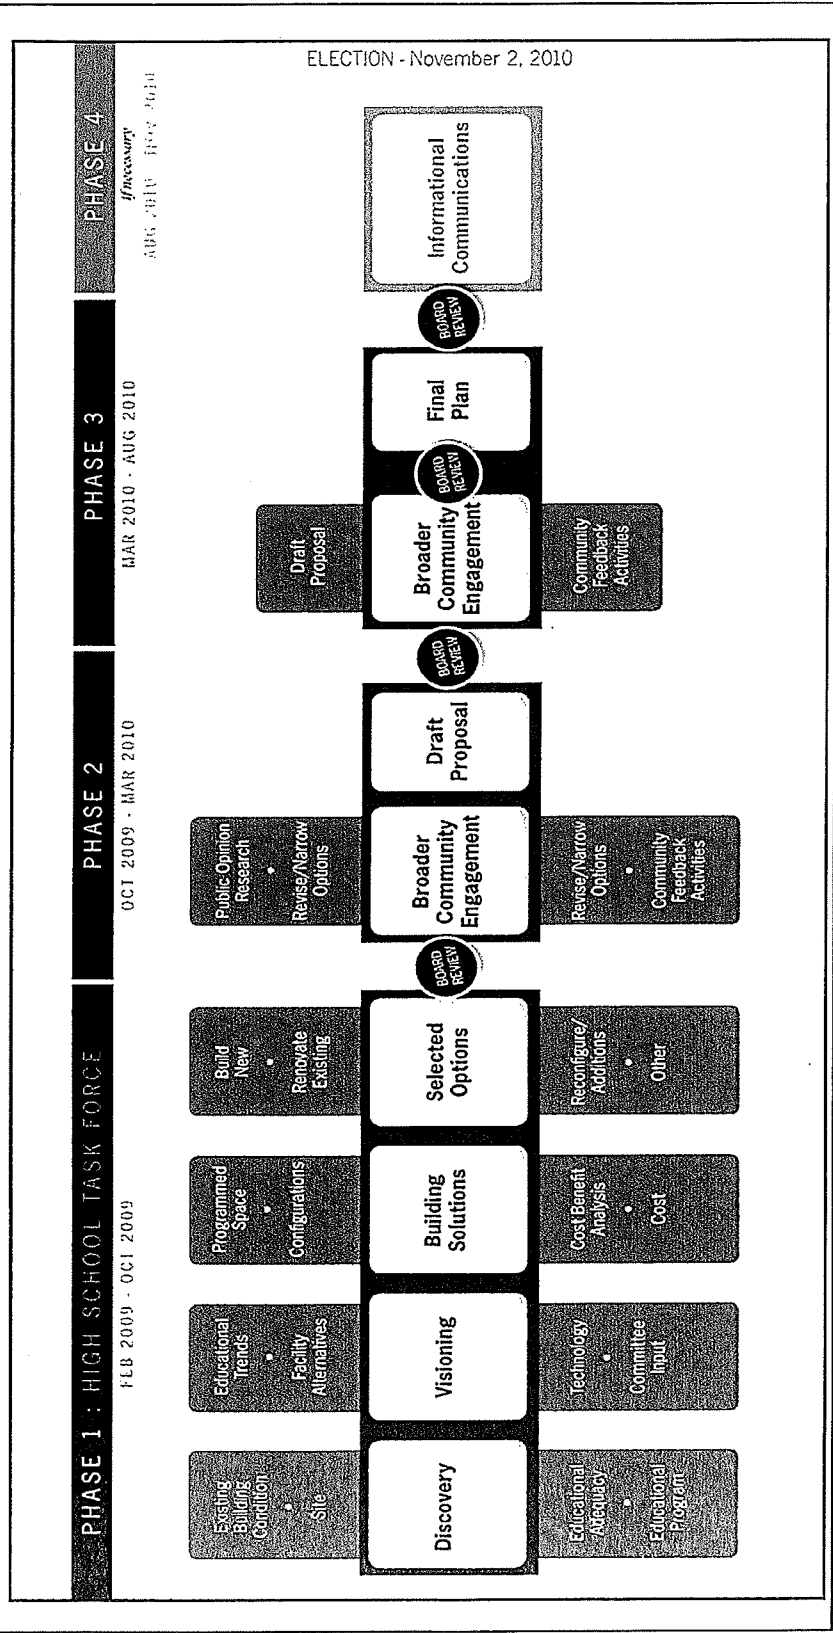 PHASE 1 : HIGH SCHOOL TASK FORCE
FEB 2009 - OCT 2009
Existing
Building
Condition
•
Site
Discovery
Educational
Adequacy
•
Educational
Program
Educational
Trends
•
Facility
Alternatives
Visioning
Technology
•
Committee
Input
Programmed
Space
•
Configurations
Building
Solutions
Cost Benefit
Analysis
•
Cost
Build
New
•
Renovate
Existing
Selected
Options
Reconfigure/
Additions
•
Other
BOARD
REVIEW
PHASE 2
OCT 2009 - MAR 2010
Public Opinion
Research
•
Revise/Narrow
Options
Broader
Community
Engagement
Revise/Narrow
Options
•
Community
Feedback
Activities
Draft
Proposal
BOARD
REVIEW
PHASE 3
MAR 2010 - AUG 2010
Draft
Proposal
Broader
Community
Engagement
Community
Feedback
Activities
BOARD
REVIEW
Final
Plan
BOARD
REVIEW
PHASE 4
if necessary
AUG 2010 - NOV 2010
Informational
Communications
ELECTION - November 2, 2010